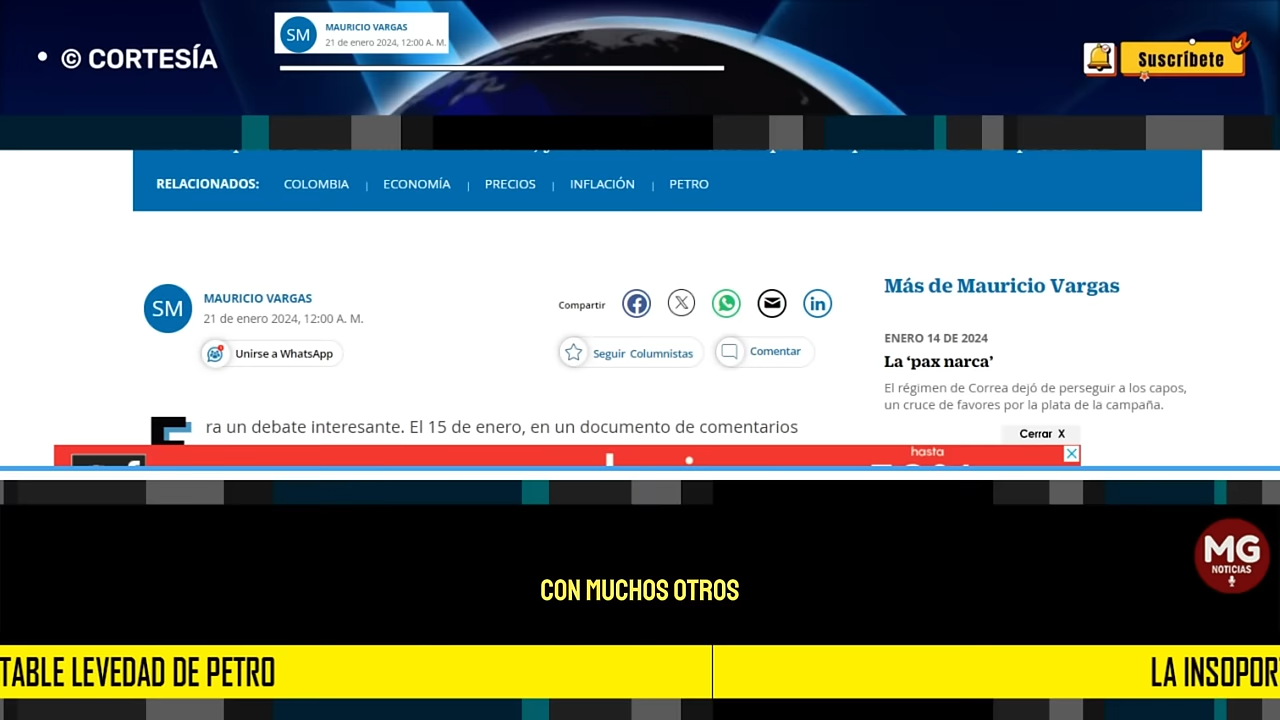 • © CORTESÍA
SM
MAURICIO VARGAS
21 de enero 2024, 12:00 A. M.
Suscríbete
RELACIONADOS: COLOMBIA | ECONOMÍA | PRECIOS | INFLACIÓN | PETRO
SM
MAURICIO VARGAS
21 de enero 2024, 12:00 A. M.
Unirse a WhatsApp
Compartir
Seguir Columnistas
Comentar
Más de Mauricio Vargas
ENERO 14 DE 2024
La ‘pax narca’
El régimen de Correa dejó de perseguir a los capos,
un cruce de favores por la plata de la campaña.
Era un debate interesante. El 15 de enero, en un documento de comentarios
Cerrar X
hasta
MG
NOTICIAS
CON MUCHOS OTROS
TABLE LEVEDAD DE PETRO
LA INSOPOR